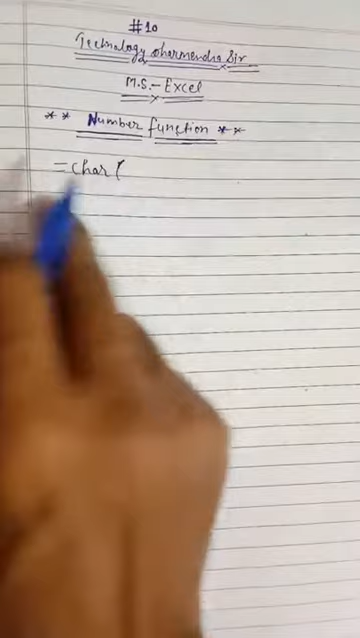 #10
Technology Dharmendra Sir
M.S.- Excel
** Number function **
=char(